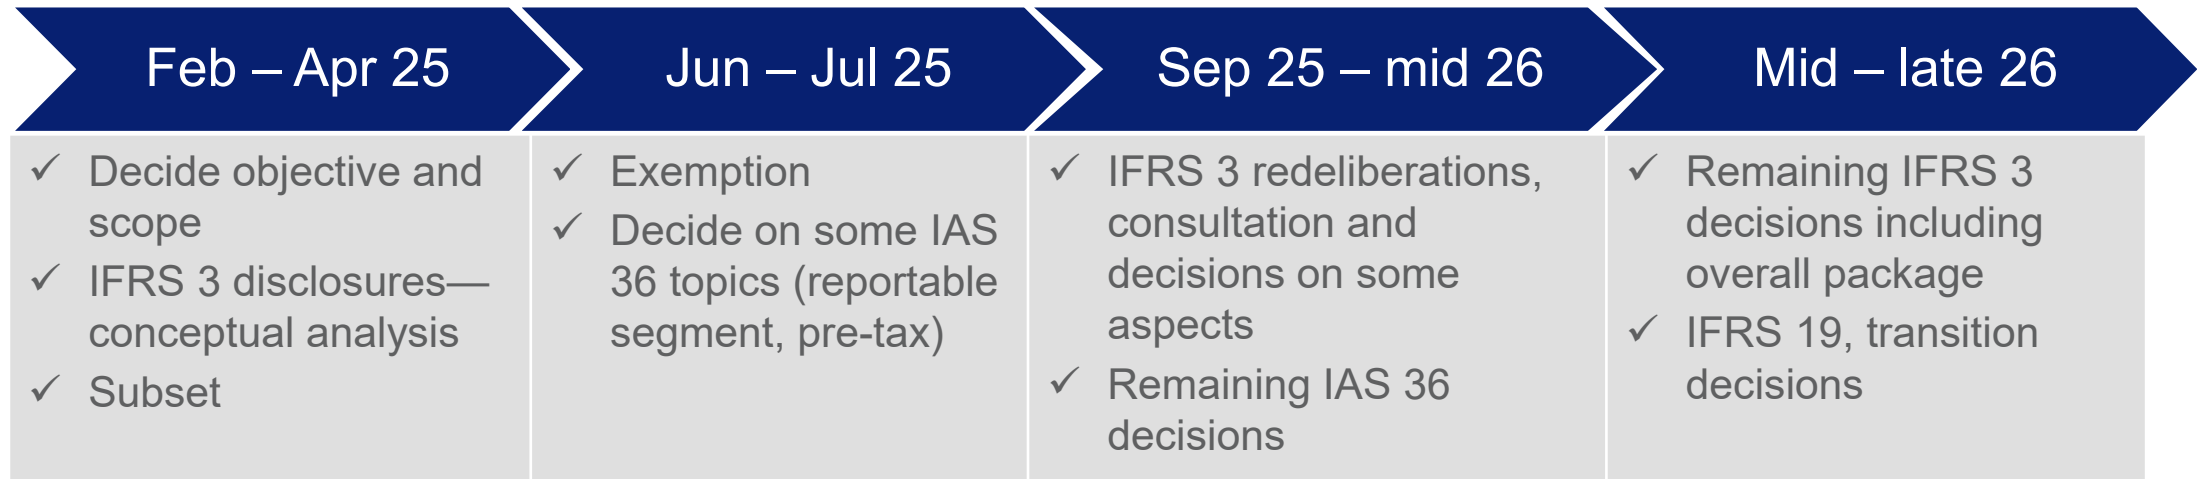 Feb – Apr 25
✓ Decide objective and
scope
✓ IFRS 3 disclosures—
conceptual analysis
✓ Subset
Jun – Jul 25
✓ Exemption
✓ Decide on some IAS
36 topics (reportable
segment, pre-tax)
Sep 25 – mid 26
✓ IFRS 3 redeliberations,
consultation and
decisions on some
aspects
✓ Remaining IAS 36
decisions
Mid – late 26
✓ Remaining IFRS 3
decisions including
overall package
✓ IFRS 19, transition
decisions